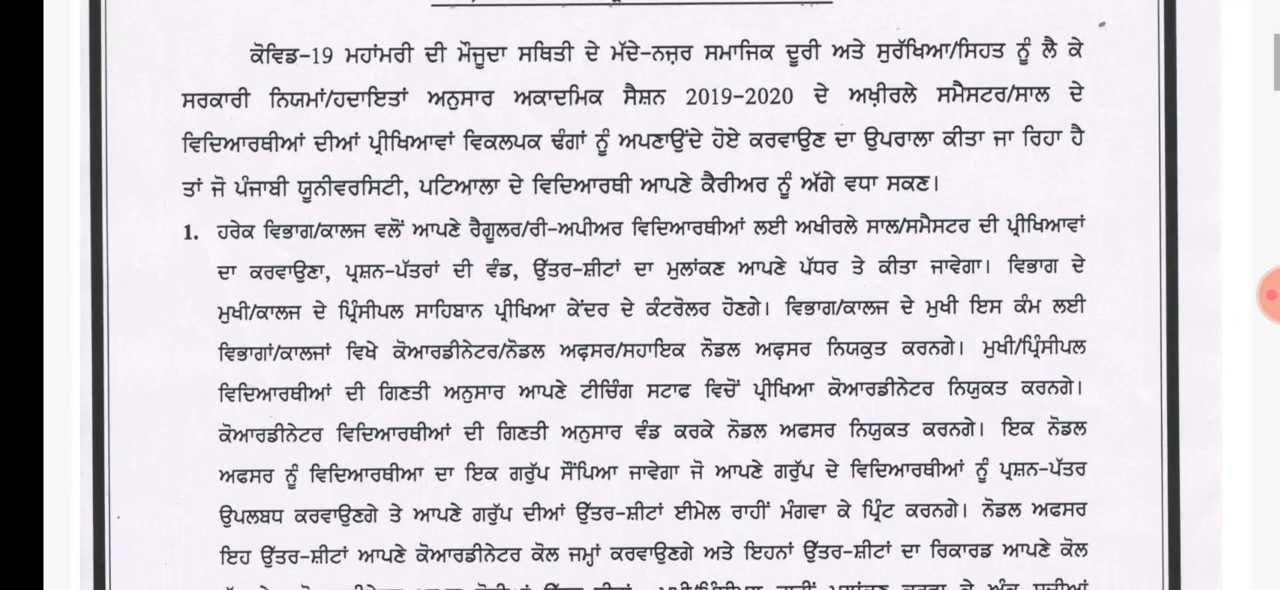 ਕੋਵਿਡ-19 ਮਹਾਂਮਰੀ ਦੀ ਮੌਜੂਦਾ ਸਥਿਤੀ ਦੇ ਮੱਦੇ-ਨਜ਼ਰ ਸਮਾਜਿਕ ਦੂਰੀ ਅਤੇ ਸੁਰੱਖਿਆ/ਸਿਹਤ ਨੂੰ ਲੈ ਕੇ
ਸਰਕਾਰੀ ਨਿਯਮਾਂ/ਹਦਾਇਤਾਂ ਅਨੁਸਾਰ ਅਕਾਦਮਿਕ ਸੈਸ਼ਨ 2019-2020 ਦੇ ਅਖ਼ੀਰਲੇ ਸਮੈਸਟਰ/ਸਾਲ ਦੇ
ਵਿਦਿਆਰਥੀਆਂ ਦੀਆਂ ਪ੍ਰੀਖਿਆਵਾਂ ਵਿਕਲਪਕ ਢੰਗਾਂ ਨੂੰ ਅਪਣਾਉਂਦੇ ਹੋਏ ਕਰਵਾਉਣ ਦਾ ਉਪਰਾਲਾ ਕੀਤਾ ਜਾ ਰਿਹਾ ਹੈ
ਤਾਂ ਜੋ ਪੰਜਾਬੀ ਯੂਨੀਵਰਸਿਟੀ, ਪਟਿਆਲਾ ਦੇ ਵਿਦਿਆਰਥੀ ਆਪਣੇ ਕੈਰੀਅਰ ਨੂੰ ਅੱਗੇ ਵਧਾ ਸਕਣ।
1. ਹਰੇਕ ਵਿਭਾਗ/ਕਾਲਜ ਵਲੋਂ ਆਪਣੇ ਰੈਗੂਲਰ/ਰੀ-ਅਪੀਅਰ ਵਿਦਿਆਰਥੀਆਂ ਲਈ ਅਖੀਰਲੇ ਸਾਲ/ਸਮੈਸਟਰ ਦੀ ਪ੍ਰੀਖਿਆਵਾਂ
ਦਾ ਕਰਵਾਉਣਾ, ਪ੍ਰਸ਼ਨ-ਪੱਤਰਾਂ ਦੀ ਵੰਡ, ਉੱਤਰ-ਸ਼ੀਟਾਂ ਦਾ ਮੁਲਾਂਕਣ ਆਪਣੇ ਪੱਧਰ ਤੇ ਕੀਤਾ ਜਾਵੇਗਾ। ਵਿਭਾਗ ਦੇ
ਮੁਖੀ/ਕਾਲਜ ਦੇ ਪ੍ਰਿੰਸੀਪਲ ਸਾਹਿਬਾਨ ਪ੍ਰੀਖਿਆ ਕੇਂਦਰ ਦੇ ਕੰਟਰੋਲਰ ਹੋਣਗੇ। ਵਿਭਾਗ/ਕਾਲਜ ਦੇ ਮੁਖੀ ਇਸ ਕੰਮ ਲਈ
ਵਿਭਾਗਾਂ/ਕਾਲਜਾਂ ਵਿਖੇ ਕੋਆਰਡੀਨੇਟਰ/ਨੋਡਲ ਅਫ਼ਸਰ/ਸਹਾਇਕ ਨੋਡਲ ਅਫ਼ਸਰ ਨਿਯਕੁਤ ਕਰਨਗੇ। ਮੁਖੀ/ਪ੍ਰਿੰਸੀਪਲ
ਵਿਦਿਆਰਥੀਆਂ ਦੀ ਗਿਣਤੀ ਅਨੁਸਾਰ ਆਪਣੇ ਟੀਚਿੰਗ ਸਟਾਫ ਵਿਚੋਂ ਪ੍ਰੀਖਿਆ ਕੋਆਰਡੀਨੇਟਰ ਨਿਯੁਕਤ ਕਰਨਗੇ।
ਕੋਆਰਡੀਨੇਟਰ ਵਿਦਿਆਰਥੀਆਂ ਦੀ ਗਿਣਤੀ ਅਨੁਸਾਰ ਵੰਡ ਕਰਕੇ ਨੋਡਲ ਅਫਸਰ ਨਿਯੁਕਤ ਕਰਨਗੇ। ਇਕ ਨੋਡਲ
ਅਫਸਰ ਨੂੰ ਵਿਦਿਆਰਥੀਆ ਦਾ ਇਕ ਗਰੁੱਪ ਸੌਂਪਿਆ ਜਾਵੇਗਾ ਜੋ ਆਪਣੇ ਗਰੁੱਪ ਦੇ ਵਿਦਿਆਰਥੀਆਂ ਨੂੰ ਪ੍ਰਸ਼ਨ-ਪੱਤਰ
ਉਪਲਬਧ ਕਰਵਾਉਣਗੇ ਤੇ ਆਪਣੇ ਗਰੁੱਪ ਦੀਆਂ ਉੱਤਰ-ਸ਼ੀਟਾਂ ਈਮੇਲ ਰਾਹੀਂ ਮੰਗਵਾ ਕੇ ਪ੍ਰਿੰਟ ਕਰਨਗੇ। ਨੋਡਲ ਅਫਸਰ
ਇਹ ਉੱਤਰ-ਸ਼ੀਟਾਂ ਆਪਣੇ ਕੋਆਰਡੀਨੇਟਰ ਕੋਲ ਜਮ੍ਹਾਂ ਕਰਵਾਉਣਗੇ ਅਤੇ ਇਹਨਾਂ ਉੱਤਰ-ਸ਼ੀਟਾਂ ਦਾ ਰਿਕਾਰਡ ਆਪਣੇ ਕੋਲ